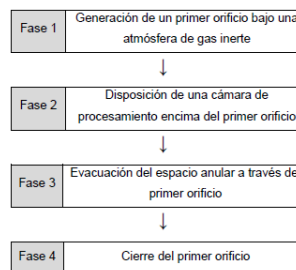 Fase 1
Generación de un primer orificio bajo una
atmósfera de gas inerte
↓
Fase 2
Disposición de una cámara de
procesamiento encima del primer orificio
↓
Fase 3
Evacuación del espacio anular a través de
primer orificio
↓
Fase 4
Cierre del primer orificio